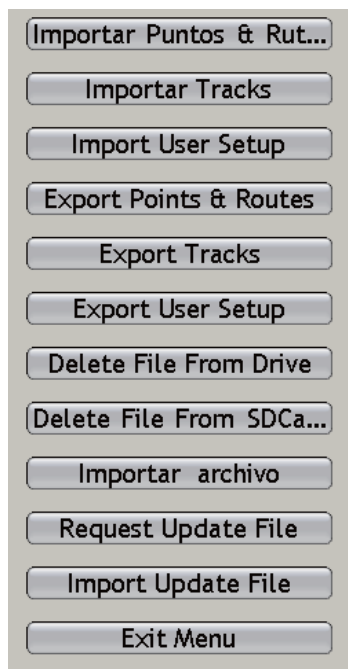 Importar Puntos & Rut...
Importar Tracks
Import User Setup
Export Points & Routes
Export Tracks
Export User Setup
Delete File From Drive
Delete File From SDCa...
Importar archivo
Request Update File
Import Update File
Exit Menu